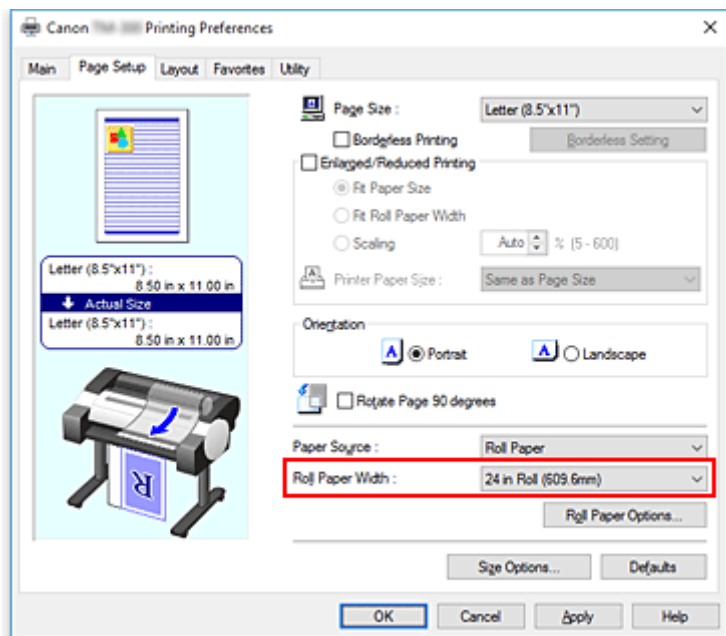 Canon Printing Preferences
Main Page Setup Layout Favorites Utility
Page Size : Letter (8.5"x11")
Borderless Printing Borderless Setting
Enlarged/Reduced Printing
Fit Paper Size
Fit Roll Paper Width
Scaling Auto % (5 - 600)
Printer Paper Size : Same as Page Size
Letter (8.5"x11") :
8.50 in x 11.00 in
Actual Size
Letter (8.5"x11") :
8.50 in x 11.00 in
Orientation
A Portrait A Landscape
Rotate Page 90 degrees
Paper Source : Roll Paper
Roll Paper Width : 24 in Roll (609.6mm)
R
Roll Paper Options...
Size Options... Defaults
OK Cancel Apply Help